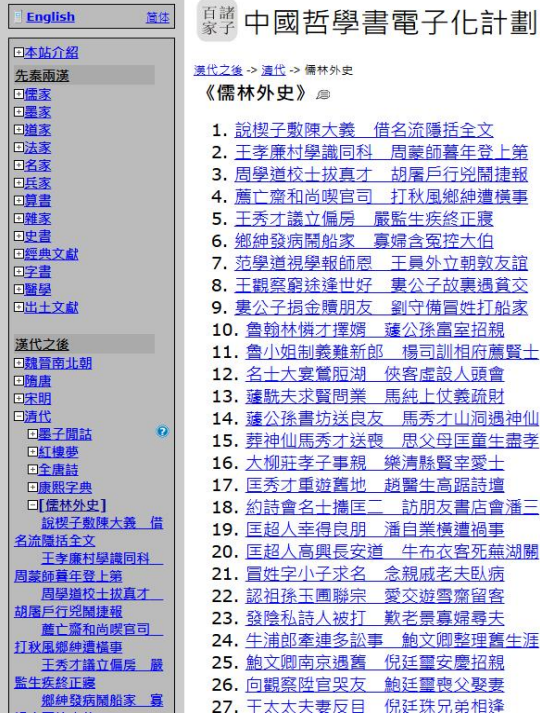 English 简体
本站介紹
先秦兩漢
儒家
墨家
道家
法家
名家
兵家
算書
雜家
史書
經典文獻
字書
醫學
出土文獻
漢代之後
魏晉南北朝
隋唐
宋明
清代
墨子閒詁
紅樓夢
全唐詩
康熙字典
[儒林外史]
說楔子敷陳大義 借
名流隱括全文
王孝廉村學識同科
周蒙師暮年登上第
周學道校士拔真才
胡屠戶行兇鬧捷報
薦亡齋和尚喫官司
打秋風鄉紳遭橫事
王秀才議立偏房 嚴
監生疾終正寢
鄉紳發病鬧船家 寡
諸子百家 中國哲學書電子化計劃
漢代之後 -> 清代 -> 儒林外史
《儒林外史》
1. 說楔子敷陳大義 借名流隱括全文
2. 王孝廉村學識同科 周蒙師暮年登上第
3. 周學道校士拔真才 胡屠戶行兇鬧捷報
4. 薦亡齋和尚喫官司 打秋風鄉紳遭橫事
5. 王秀才議立偏房 嚴監生疾終正寢
6. 鄉紳發病鬧船家 寡婦含冤控大伯
7. 范學道視學報師恩 王員外立朝敦友誼
8. 王觀察窮途逢世好 婁公子故里遇貧交
9. 婁公子捐金贖朋友 劉守備冒姓打船家
10. 魯翰林憐才擇婿 蘧公孫富室招親
11. 魯小姐制義難新郎 楊司訓相府薦賢士
12. 名士大宴鶯脰湖 俠客虛設人頭會
13. 蘧駪夫求賢問業 馬純上仗義疏財
14. 蘧公孫書坊送良友 馬秀才山洞遇神仙
15. 葬神仙馬秀才送喪 思父母匡童生盡孝
16. 大柳莊孝子事親 樂清縣賢宰愛士
17. 匡秀才重遊舊地 趙醫生高踞詩壇
18. 約詩會名士攜匡二 訪朋友書店會潘三
19. 匡超人幸得良朋 潘自業橫遭禍事
20. 匡超人高興長安道 牛布衣客死蕪湖關
21. 冒姓字小子求名 念親戚老夫臥病
22. 認祖孫玉圃聯宗 愛交遊雪齋留客
23. 發陰私詩人被打 歎老景寡婦尋夫
24. 牛浦郎牽連多訟事 鮑文卿整理舊生涯
25. 鮑文卿南京遇舊 倪廷璽安慶招親
26. 向觀察陞官哭友 鮑廷璽喪父娶妻
27. 王太太夫妻反目 倪廷珠兄弟相逢